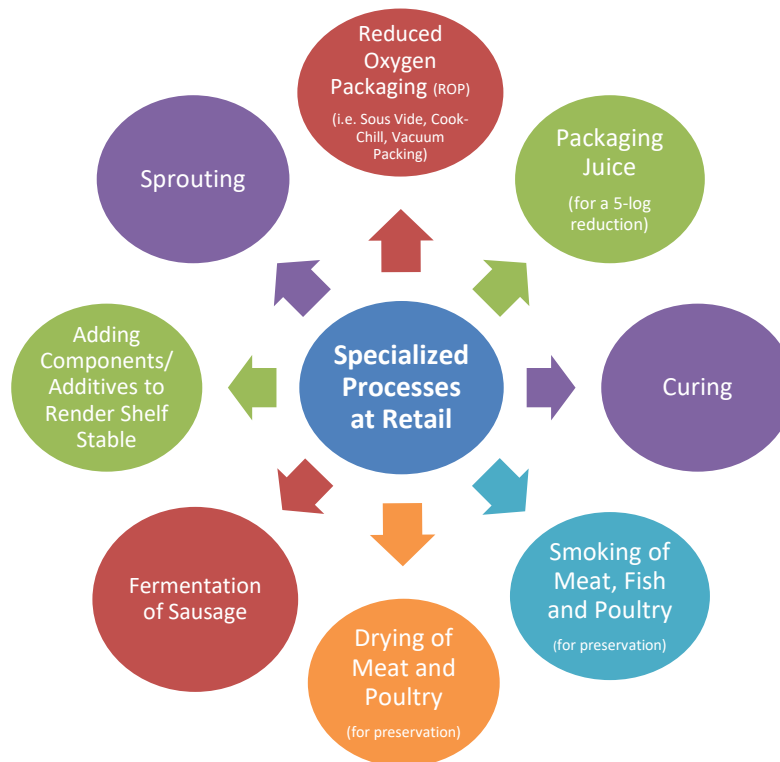 Reduced
Oxygen
Packaging (ROP)
(i.e. Sous Vide, Cook-
Chill, Vacuum
Packing)
Packaging
Juice
(for a 5-log
reduction)
Curing
Smoking of
Meat, Fish
and Poultry
(for preservation)
Drying of
Meat and
Poultry
(for preservation)
Fermentation
of Sausage
Adding
Components/
Additives to
Render Shelf
Stable
Sprouting
Specialized
Processes
at Retail